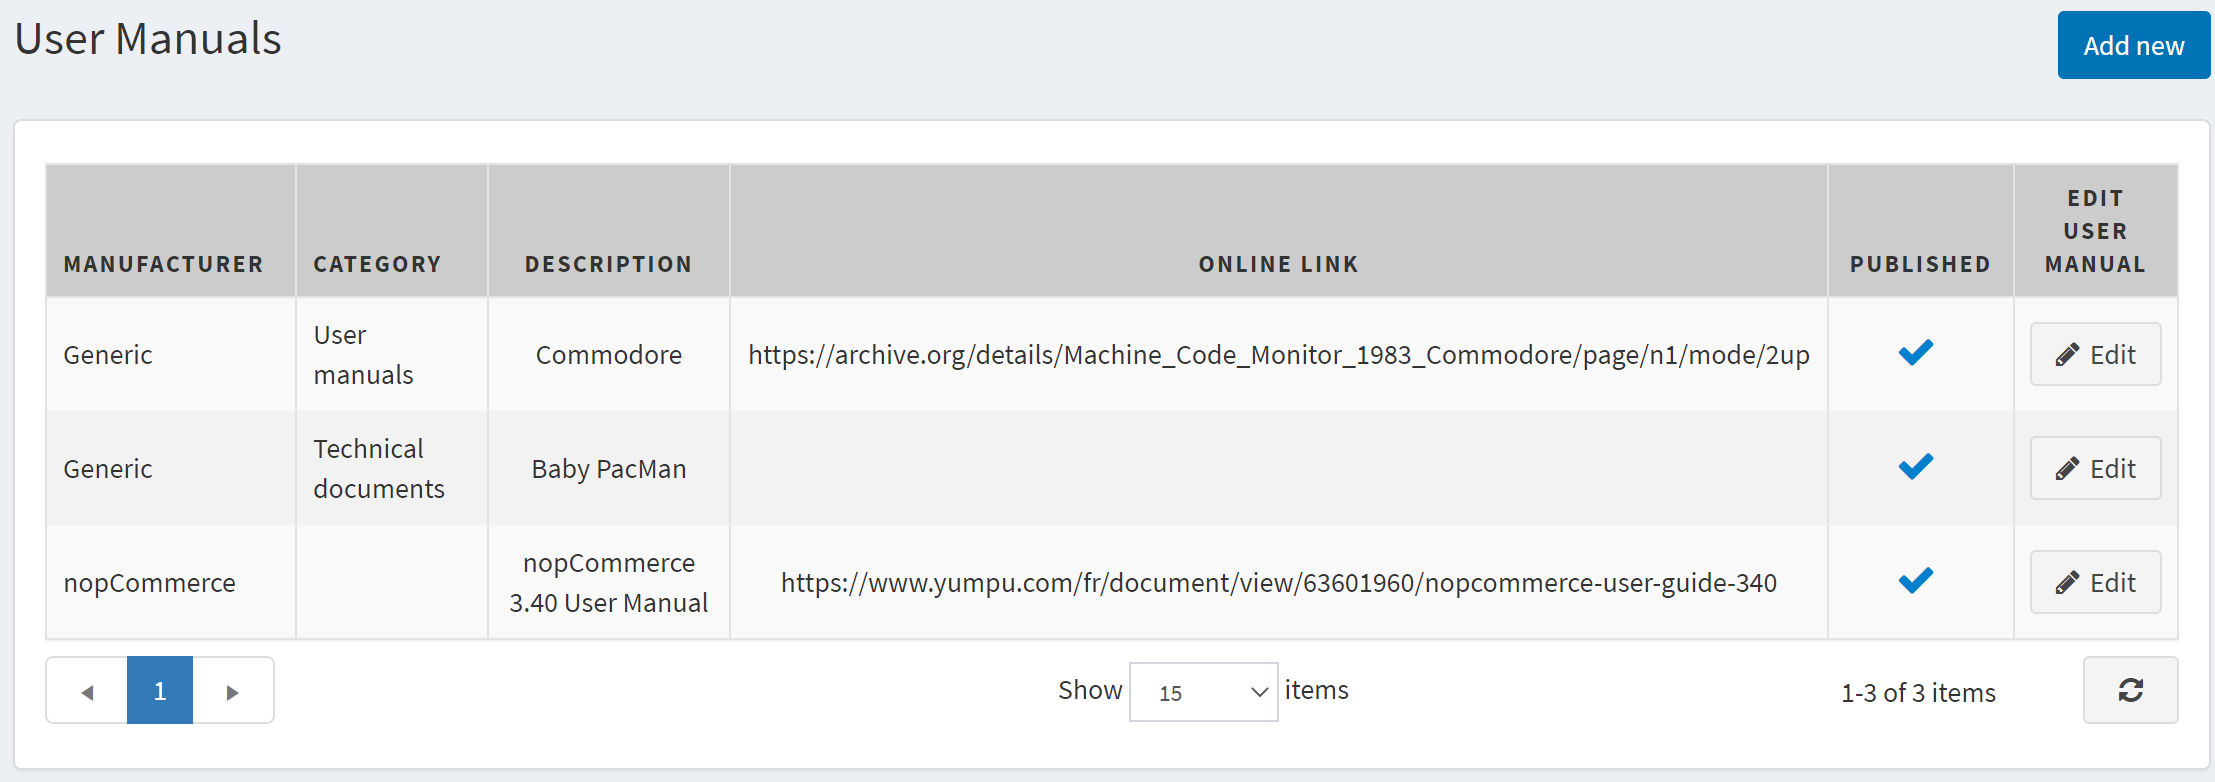 User Manuals
Add new
MANUFACTURER CATEGORY DESCRIPTION ONLINE LINK PUBLISHED EDIT USER MANUAL
Generic User manuals Commodore https://archive.org/details/Machine_Code_Monitor_1983_Commodore/page/n1/mode/2up Edit
Generic Technical documents Baby PacMan Edit
nopCommerce nopCommerce 3.40 User Manual https://www.yumpu.com/fr/document/view/63601960/nopcommerce-user-guide-340 Edit
1 Show 15 items 1-3 of 3 items